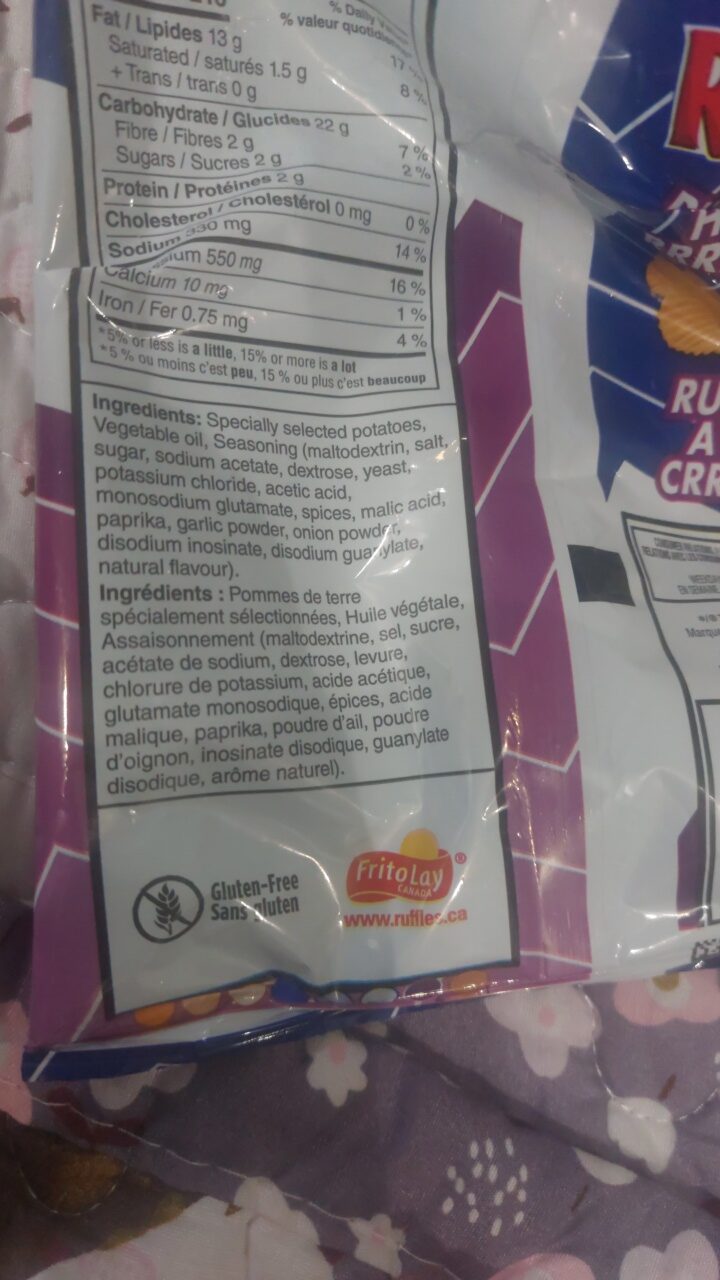 % Daily
% valeur quotidienne
Fat / Lipides 13 g 17
Saturated / saturés 1.5 g
+ Trans / trans 0 g 8 %
Carbohydrate / Glucides 22 g
Fibre / Fibres 2 g 7 %
Sugars / Sucres 2 g 2 %
Protein / Protéines 2 g
Cholesterol / Cholestérol 0 mg 0 %
Sodium 330 mg 14 %
550 mg 16 %
Calcium 10 mg 1 %
Iron / Fer 0.75 mg 4 %
*5% or less is a little, 15% or more is a lot
*5 % ou moins c'est peu, 15 % ou plus c'est beaucoup
Ingredients: Specially selected potatoes,
Vegetable oil, Seasoning (maltodextrin, salt,
sugar, sodium acetate, dextrose, yeast,
potassium chloride, acetic acid,
monosodium glutamate, spices, malic acid,
paprika, garlic powder, onion powder,
disodium inosinate, disodium guanylate,
natural flavour).
Ingrédients : Pommes de terre
spécialement sélectionnées, Huile végétale,
Assaisonnement (maltodextrine, sel, sucre,
acétate de sodium, dextrose, levure,
chlorure de potassium, acide acétique,
glutamate monosodique, épices, acide
malique, paprika, poudre d'ail, poudre
d'oignon, inosinate disodique, guanylate
disodique, arôme naturel).
Gluten-Free
Sans gluten
Frito Lay®
CANADA
www.ruffles.ca
R
RU
A
CRR